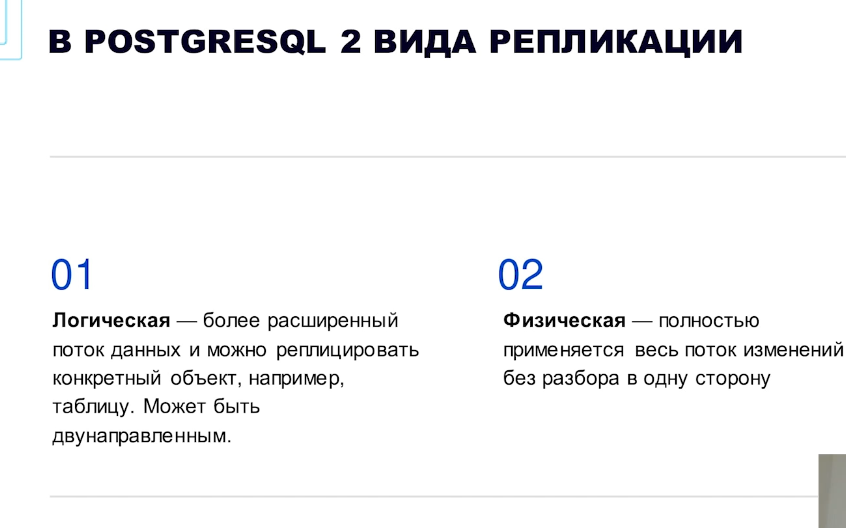 В POSTGRESQL 2 ВИДА РЕПЛИКАЦИИ
01
Логическая — более расширенный
поток данных и можно реплицировать
конкретный объект, например,
таблицу. Может быть
двунаправленным.
02
Физическая — полностью
применяется весь поток изменений
без разбора в одну сторону